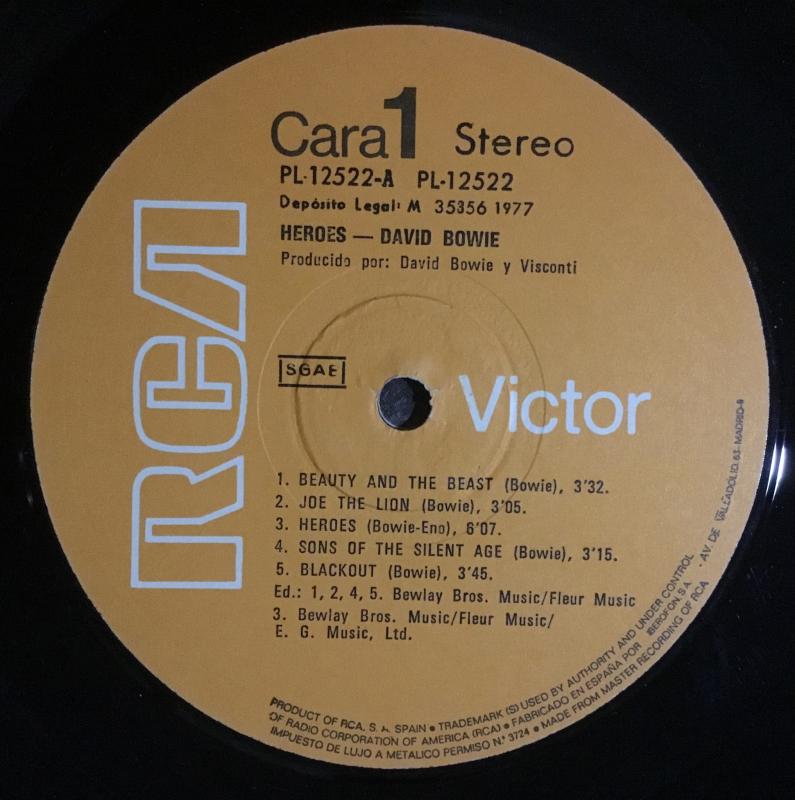 Cara 1 Stereo
PL-12522-A PL-12522
Depósito Legal: M 35356 1977
HEROES — DAVID BOWIE
Producido por: David Bowie y Visconti
RCA
SGAE
Victor
1. BEAUTY AND THE BEAST (Bowie), 3'32.
2. JOE THE LION (Bowie), 3'05.
3. HEROES (Bowie-Eno), 6'07.
4. SONS OF THE SILENT AGE (Bowie), 3'15.
5. BLACKOUT (Bowie), 3'45.
Ed.: 1, 2, 4, 5. Bewlay Bros. Music/Fleur Music
3. Bewlay Bros. Music/Fleur Music/
E. G. Music, Ltd.
PRODUCT OF RCA, S. A. SPAIN • TRADEMARK (S) USED BY AUTHORITY AND UNDER CONTROL
OF RADIO CORPORATION OF AMERICA (RCA) • FABRICADO EN ESPAÑA POR IBEROFON, S.A. - AV. DE VALLADOLID, 63-MADRID-8
IMPUESTO DE LUJO A METALICO PERMISO N.º 3724 • MADE FROM MASTER RECORDING OF RCA